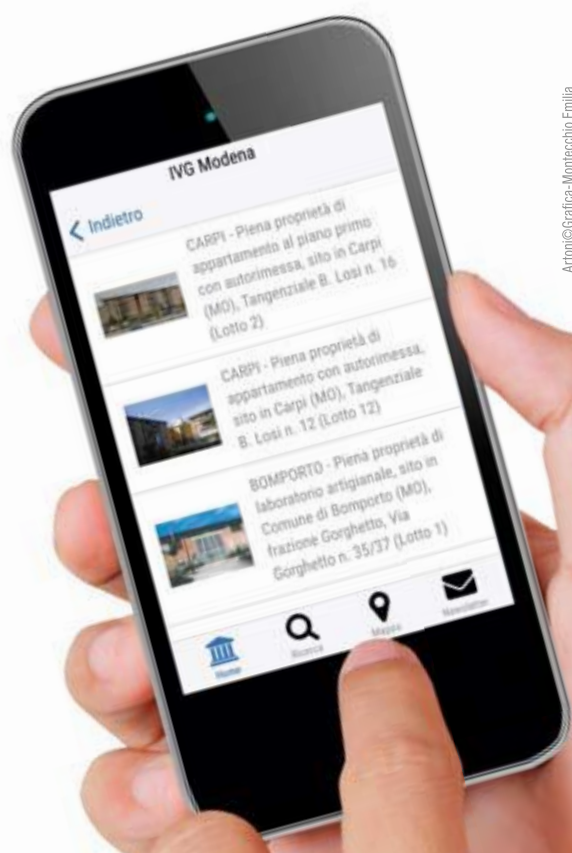 IVG Modena
Indietro
CARPI - Piena proprietà di
appartamento al piano primo
con autorimessa, sito in Carpi
(MO), Tangenziale B. Losi n. 16
(Lotto 2)
CARPI - Piena proprietà di
appartamento con autorimessa,
sito in Carpi (MO), Tangenziale
B. Losi n. 12 (Lotto 12)
BOMPORTO - Piena proprietà di
laboratorio artigianale, sito in
Comune di Bomporto (MO),
frazione Gorghetto, Via
Gorghetto n. 35/37 (Lotto 1)
Home
Ricerca
Mappa
Newsletter
Artoni©Grafica-Montecchio Emilia